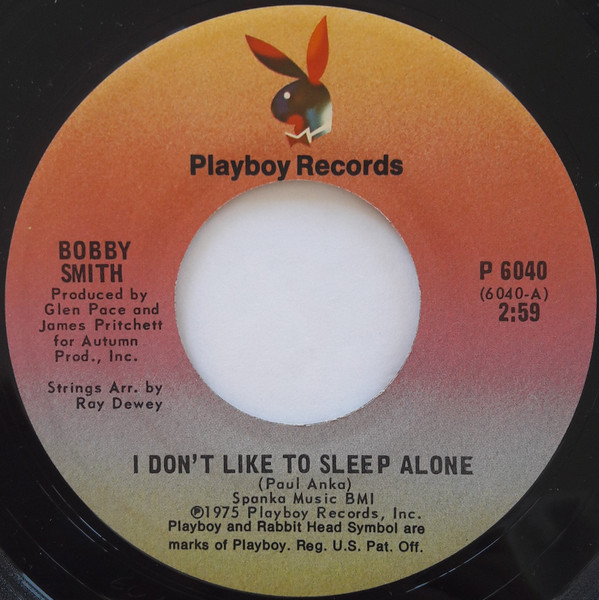 Playboy Records
BOBBY
SMITH
Produced by
Glen Pace and
James Pritchett
for Autumn
Prod., Inc.
Strings Arr. by
Ray Dewey
P 6040
(6040-A)
2:59
I DON'T LIKE TO SLEEP ALONE
(Paul Anka)
Spanka Music BMI
℗1975 Playboy Records, Inc.
Playboy and Rabbit Head Symbol are
marks of Playboy. Reg. U.S. Pat. Off.